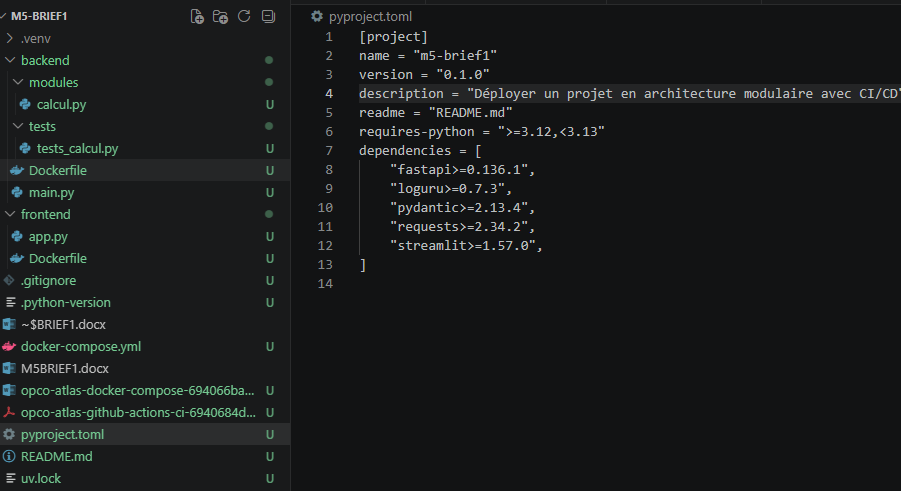 M5-BRIEF1
.venv
backend
modules
calcul.py U
tests
tests_calcul.py U
Dockerfile U
main.py U
frontend
app.py U
Dockerfile U
.gitignore U
.python-version U
~$BRIEF1.docx
docker-compose.yml U
M5BRIEF1.docx
opco-atlas-docker-compose-694066ba... U
opco-atlas-github-actions-ci-6940684d... U
pyproject.toml U
README.md U
uv.lock U
pyproject.toml
1 [project]
2 name = "m5-brief1"
3 version = "0.1.0"
4 description = "Déployer un projet en architecture modulaire avec CI/CD"
5 readme = "README.md"
6 requires-python = ">=3.12,<3.13"
7 dependencies = [
8 "fastapi>=0.136.1",
9 "loguru>=0.7.3",
10 "pydantic>=2.13.4",
11 "requests>=2.34.2",
12 "streamlit>=1.57.0",
13 ]
14